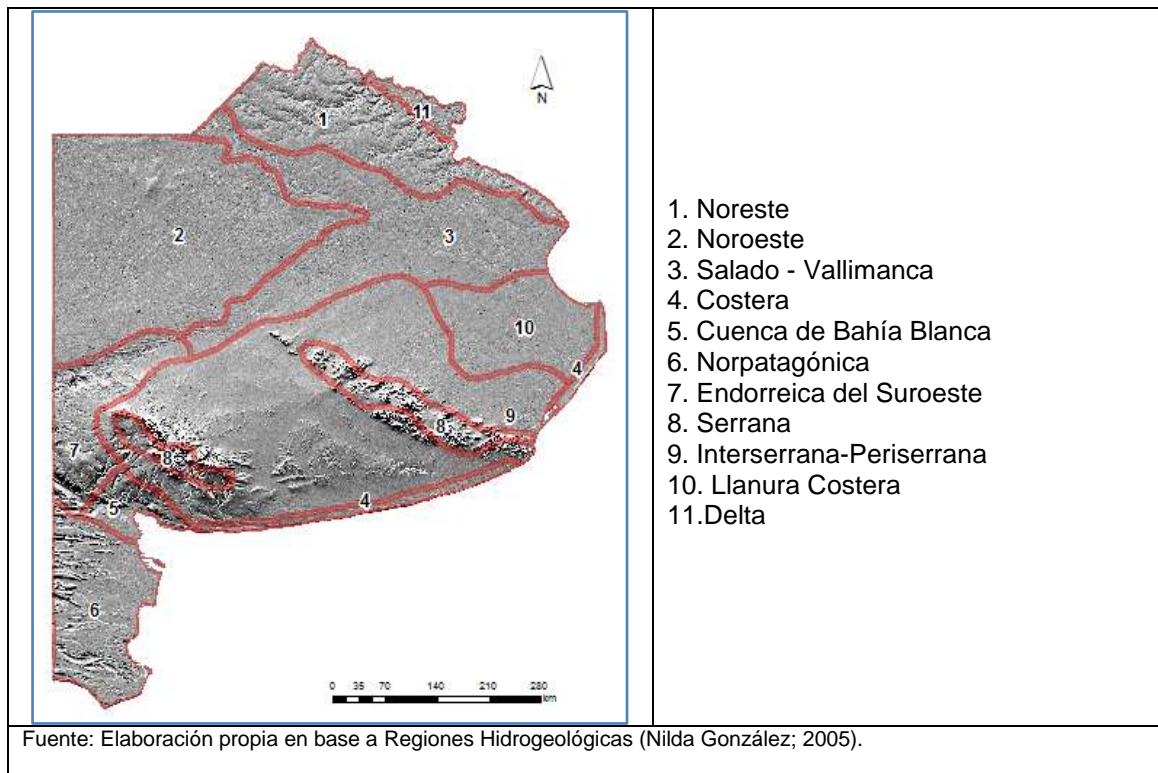 N
11
1
2
3
10
4
9
8
7
8
4
5
6
0 35 70 140 210 280
km
1. Noreste
2. Noroeste
3. Salado - Vallimanca
4. Costera
5. Cuenca de Bahía Blanca
6. Norpatagónica
7. Endorreica del Suroeste
8. Serrana
9. Interserrana-Periserrana
10. Llanura Costera
11.Delta
Fuente: Elaboración propia en base a Regiones Hidrogeológicas (Nilda González; 2005).